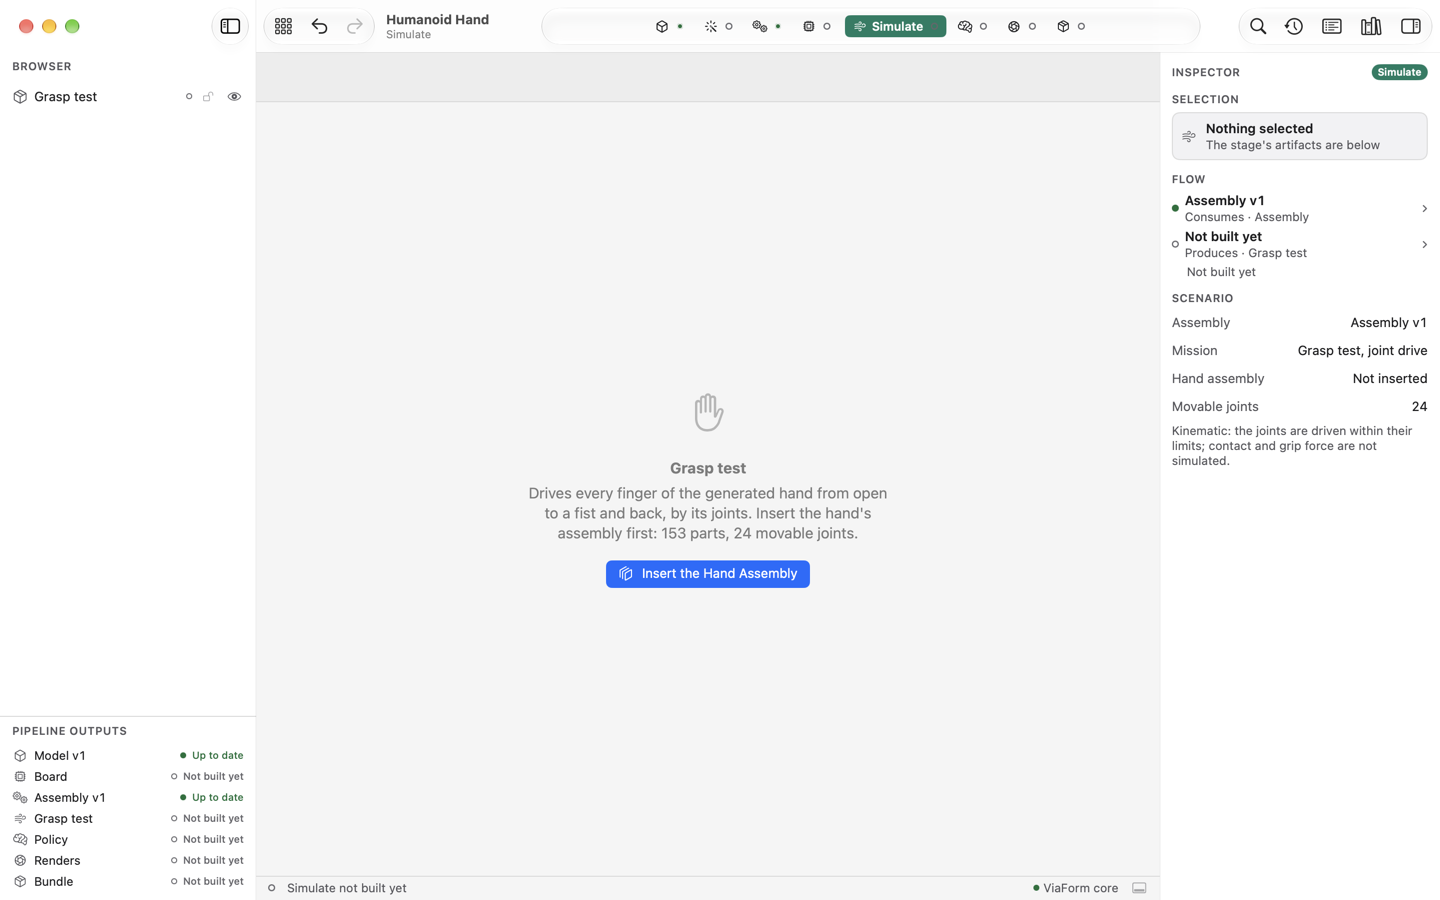 Humanoid Hand
Simulate
Simulate
BROWSER
Grasp test
PIPELINE OUTPUTS
Model v1 Up to date
Board Not built yet
Assembly v1 Up to date
Grasp test Not built yet
Policy Not built yet
Renders Not built yet
Bundle Not built yet
Grasp test
Drives every finger of the generated hand from open
to a fist and back, by its joints. Insert the hand's
assembly first: 153 parts, 24 movable joints.
Insert the Hand Assembly
Simulate not built yet
ViaForm core
INSPECTOR Simulate
SELECTION
Nothing selected
The stage's artifacts are below
FLOW
Assembly v1
Consumes · Assembly
Not built yet
Produces · Grasp test
Not built yet
SCENARIO
Assembly Assembly v1
Mission Grasp test, joint drive
Hand assembly Not inserted
Movable joints 24
Kinematic: the joints are driven within their
limits; contact and grip force are not
simulated.